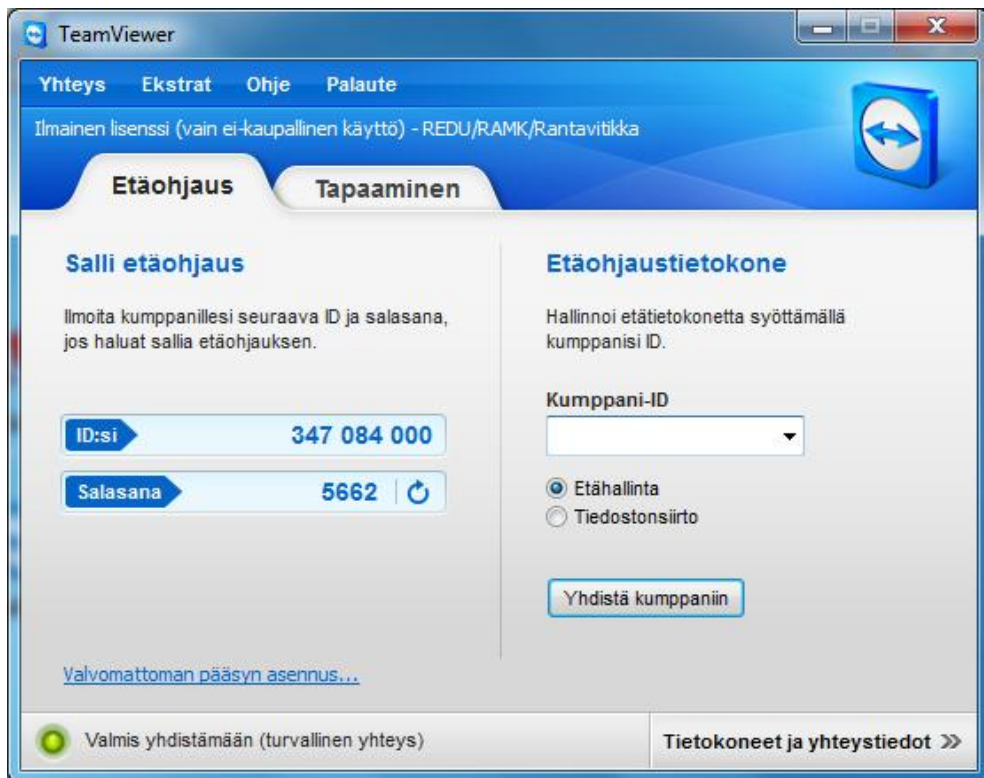 TeamViewer
Yhteys Ekstrat Ohje Palaute
Ilmainen lisenssi (vain ei-kaupallinen käyttö) - REDU/RAMK/Rantavitikka
Etäohjaus Tapaaminen
Salli etäohjaus
Ilmoita kumppanillesi seuraava ID ja salasana,
jos haluat sallia etäohjauksen.
ID:si 347 084 000
Salasana 5662
Valvomattoman pääsyn asennus...
Etäohjaustietokone
Hallinnoi etätietokonetta syöttämällä
kumppanisi ID.
Kumppani-ID
Etähallinta
Tiedostonsiirto
Yhdistä kumppaniin
Valmis yhdistämään (turvallinen yhteys)
Tietokoneet ja yhteystiedot >>